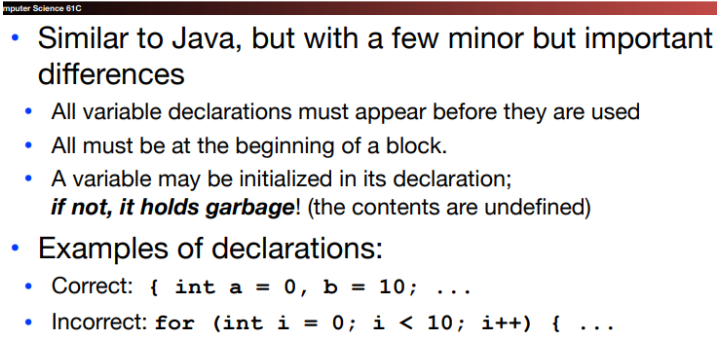 mputer Science 61C
• Similar to Java, but with a few minor but important
differences
• All variable declarations must appear before they are used
• All must be at the beginning of a block.
• A variable may be initialized in its declaration;
if not, it holds garbage! (the contents are undefined)
• Examples of declarations:
• Correct: { int a = 0, b = 10; ...
• Incorrect: for (int i = 0; i < 10; i++) { ...